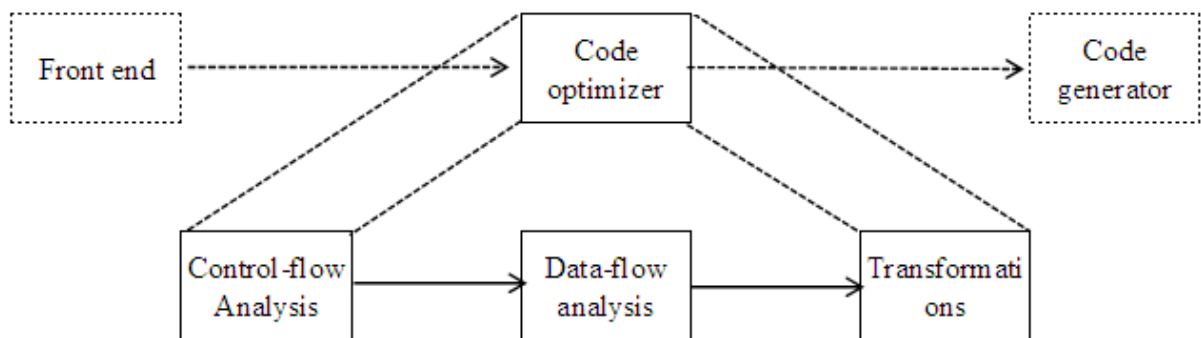 Front end
Code
optimizer
Code
generator
Control-flow
Analysis
Data-flow
analysis
Transformati
ons